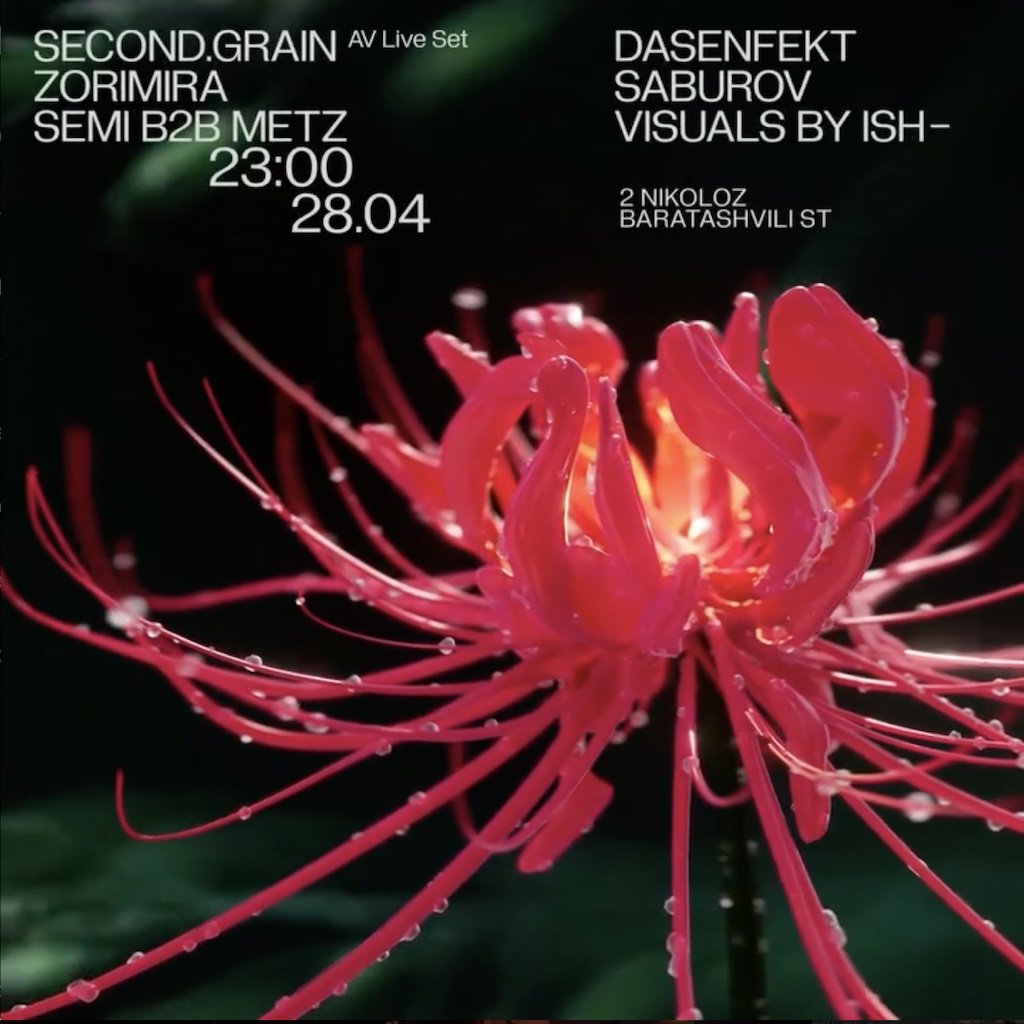 SECOND.GRAIN AV Live Set
ZORIMIRA
SEMI B2B METZ
23:00
28.04
DASENFEKT
SABUROV
VISUALS BY ISH–
2 NIKOLOZ
BARATASHVILI ST